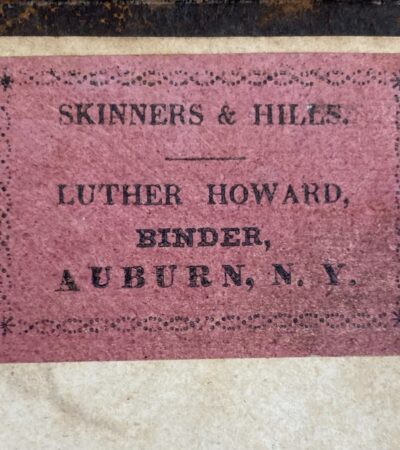 SKINNERS & HILLS.
LUTHER HOWARD,
BINDER,
AUBURN, N. Y.